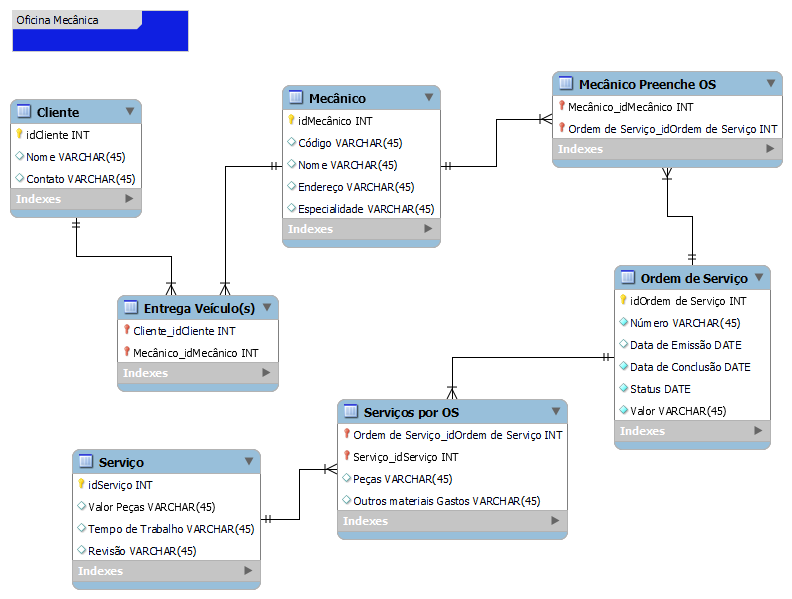 Oficina Mecânica
Cliente
idCliente INT
Nome VARCHAR(45)
Contato VARCHAR(45)
Indexes
Mecânico
idMecânico INT
Código VARCHAR(45)
Nome VARCHAR(45)
Endereço VARCHAR(45)
Especialidade VARCHAR(45)
Indexes
Mecânico Preenche OS
Mecânico_idMecânico INT
Ordem de Serviço_idOrdem de Serviço INT
Indexes
Entrega Veículo(s)
Cliente_idCliente INT
Mecânico_idMecânico INT
Indexes
Ordem de Serviço
idOrdem de Serviço INT
Número VARCHAR(45)
Data de Emissão DATE
Data de Conclusão DATE
Status DATE
Valor VARCHAR(45)
Indexes
Serviços por OS
Ordem de Serviço_idOrdem de Serviço INT
Serviço_idServiço INT
Peças VARCHAR(45)
Outros materiais Gastos VARCHAR(45)
Indexes
Serviço
idServiço INT
Valor Peças VARCHAR(45)
Tempo de Trabalho VARCHAR(45)
Revisão VARCHAR(45)
Indexes